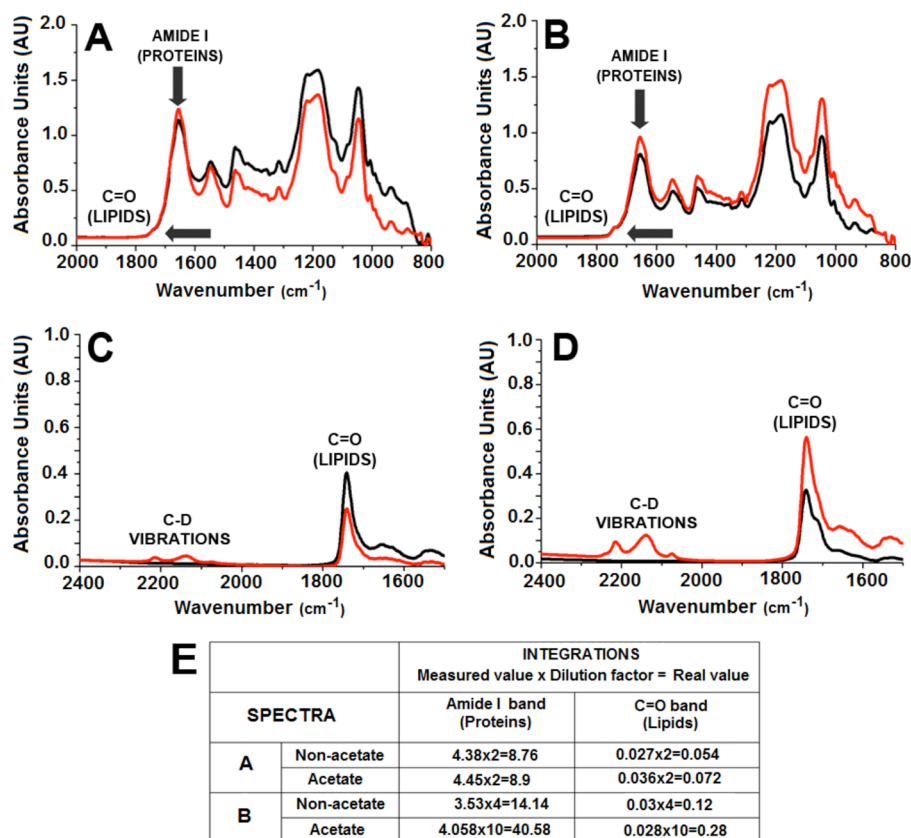 A
AMIDE I
(PROTEINS)
C=O
(LIPIDS)
Absorbance Units (AU)
2.0
1.5
1.0
0.5
0.0
2000 1800 1600 1400 1200 1000 800
Wavenumber (cm-1)
B
AMIDE I
(PROTEINS)
C=O
(LIPIDS)
Absorbance Units (AU)
2.0
1.5
1.0
0.5
0.0
2000 1800 1600 1400 1200 1000 800
Wavenumber (cm-1)
C
C=O
(LIPIDS)
C-D
VIBRATIONS
Absorbance Units (AU)
1.0
0.8
0.6
0.4
0.2
0.0
2400 2200 2000 1800 1600
Wavenumber (cm-1)
D
C=O
(LIPIDS)
C-D
VIBRATIONS
Absorbance Units (AU)
1.0
0.8
0.6
0.4
0.2
0.0
2400 2200 2000 1800 1600
Wavenumber (cm-1)
E
INTEGRATIONS
Measured value x Dilution factor = Real value
SPECTRA
Amide I band
(Proteins)
C=O band
(Lipids)
A
Non-acetate 4.38x2=8.76 0.027x2=0.054
Acetate 4.45x2=8.9 0.036x2=0.072
B
Non-acetate 3.53x4=14.14 0.03x4=0.12
Acetate 4.058x10=40.58 0.028x10=0.28